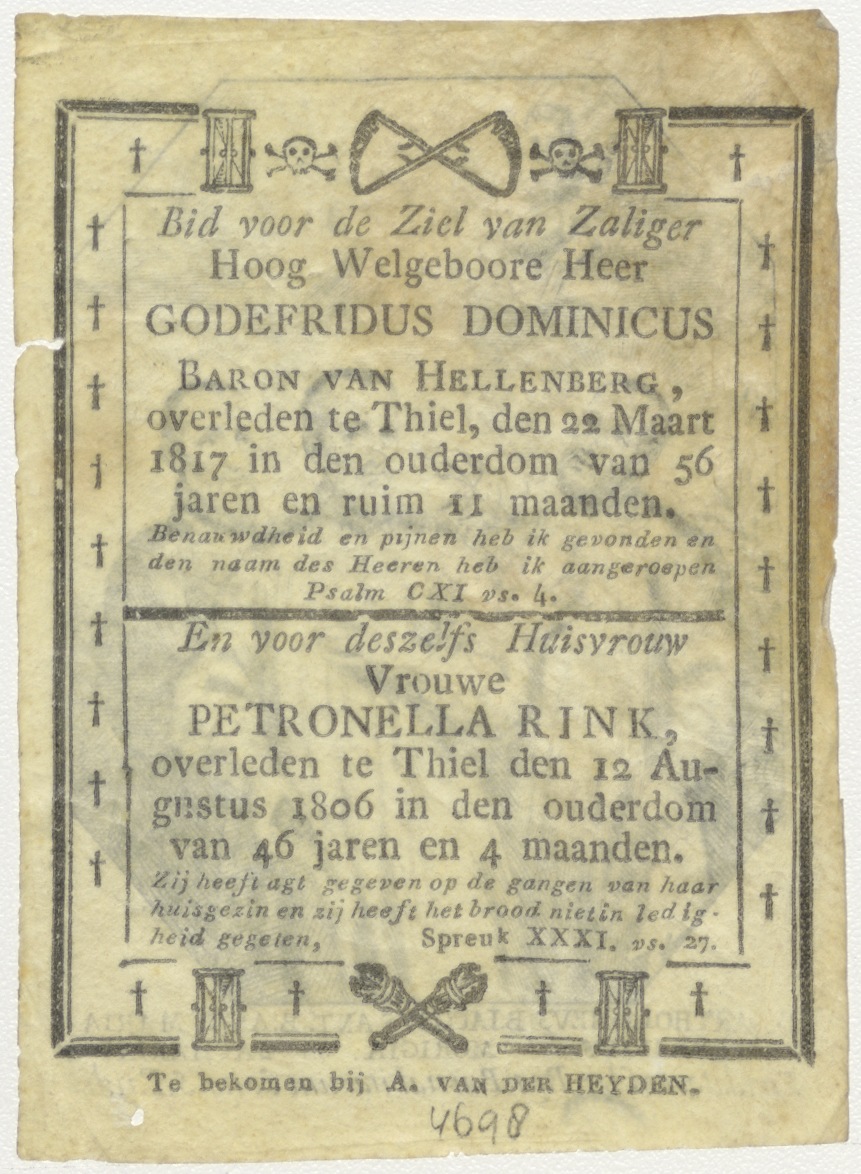 Bid voor de Ziel van Zaliger
Hoog Welgeboore Heer
GODEFRIDUS DOMINICUS
BARON VAN HELLENBERG,
overleden te Thiel, den 22 Maart
1817 in den ouderdom van 56
jaren en ruim 11 maanden.
Benauwdheid en pijnen heb ik gevonden en
den naam des Heeren heb ik aangeroepen
Psalm CXI vs. 4.
En voor deszelfs Huisvrouw
Vrouwe
PETRONELLA RINK,
overleden te Thiel den 12 Au-
gustus 1806 in den ouderdom
van 46 jaren en 4 maanden.
Zij heeft agt gegeven op de gangen van haar
huisgezin en zij heeft het brood niet in ledig-
heid gegeten, Spreuk XXXI. vs. 27.
Te bekomen bij A. VAN DER HEYDEN.
4698